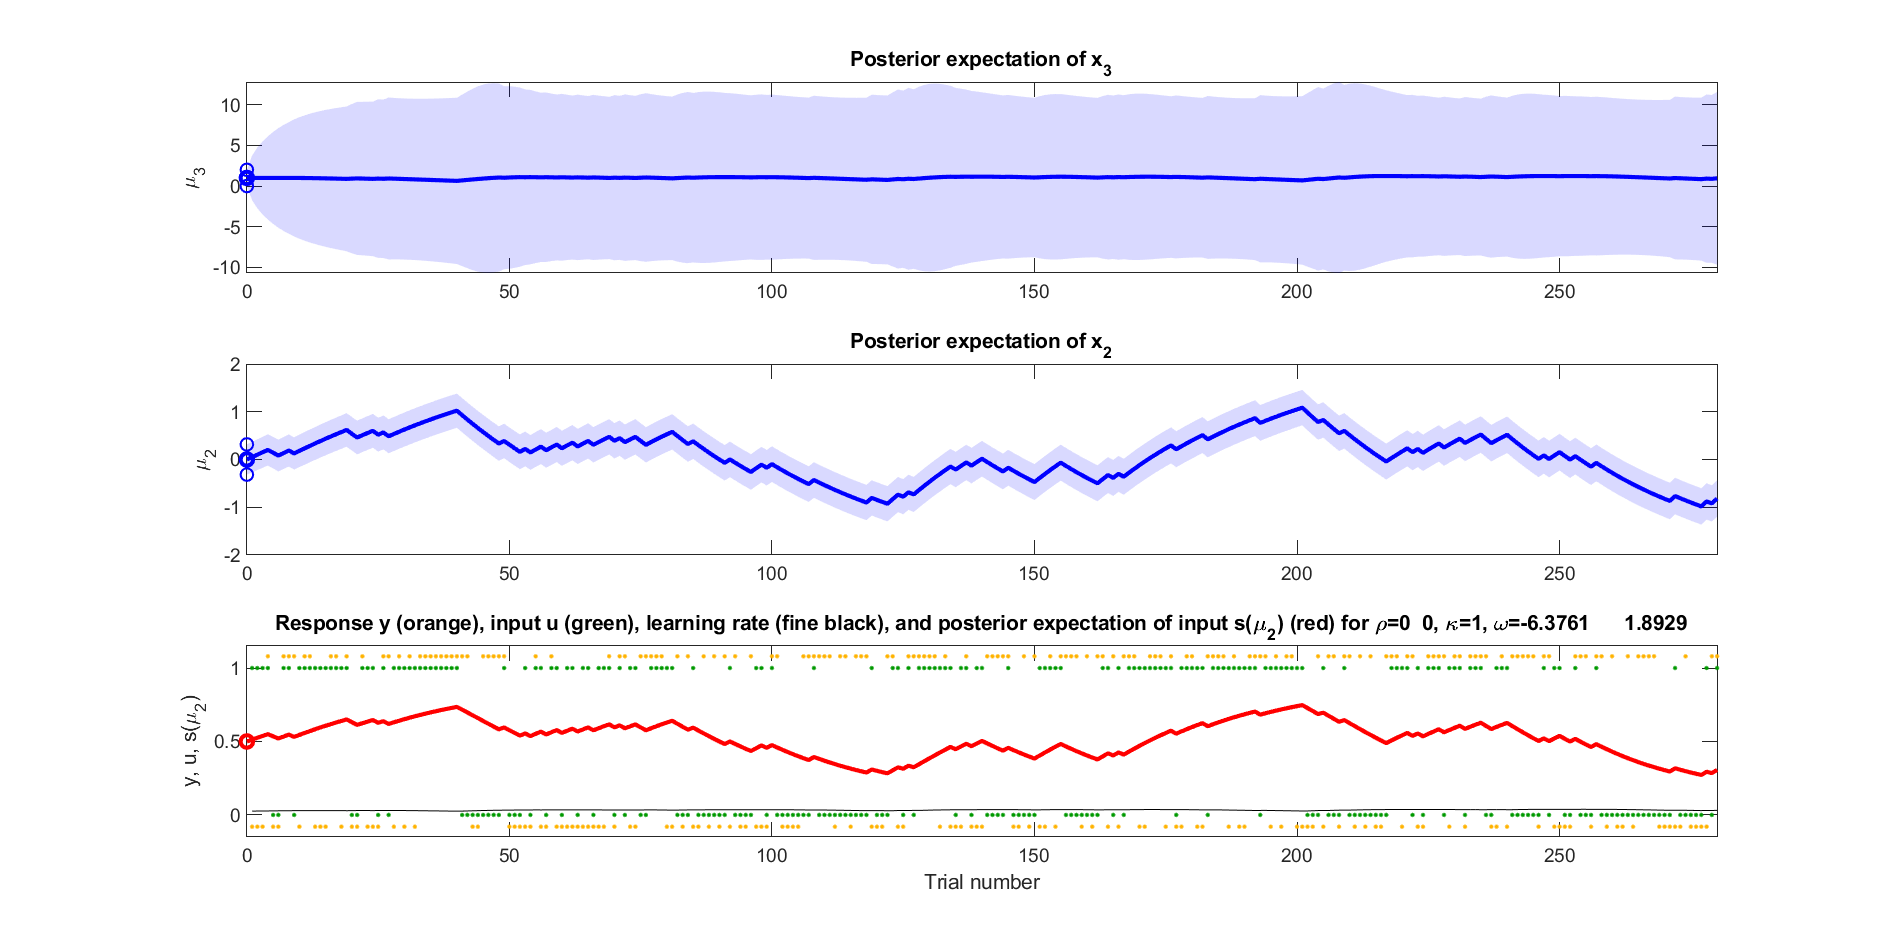 Posterior expectation of x3
μ3
10
5
0
-5
-10
0 50 100 150 200 250
Posterior expectation of x2
μ2
2
1
0
-1
-2
0 50 100 150 200 250
Response y (orange), input u (green), learning rate (fine black), and posterior expectation of input s(μ2) (red) for ρ=0 0, κ=1, ω=-6.3761 1.8929
y, u, s(μ2)
1
0.5
0
0 50 100 150 200 250
Trial number